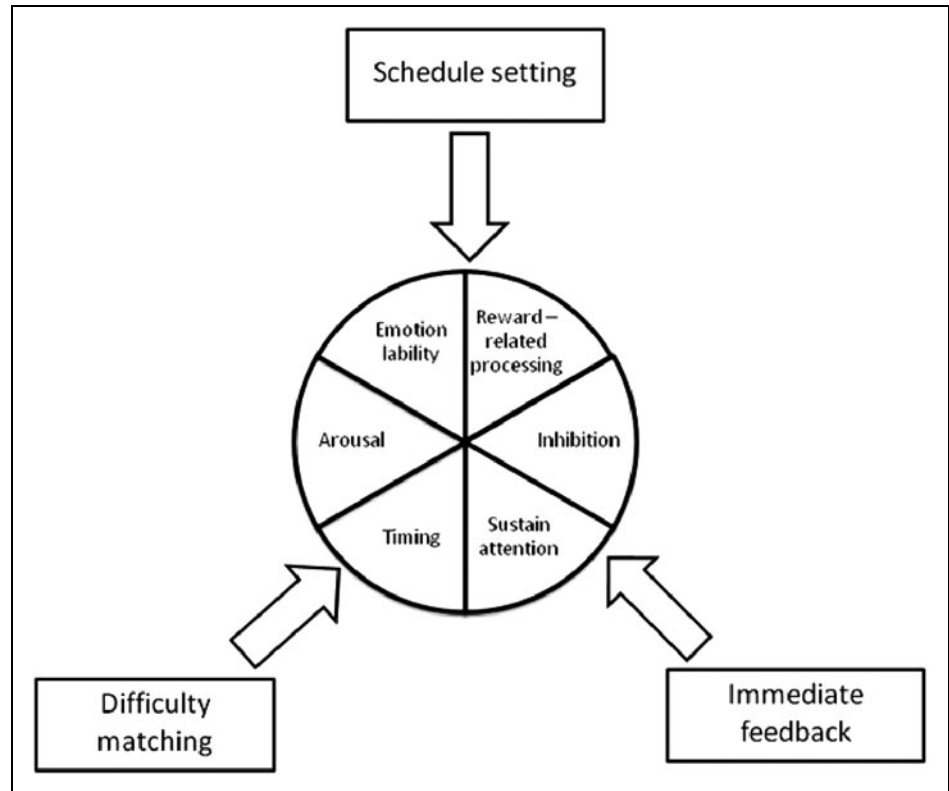 Schedule setting
Emotion
lability
Reward–
related
processing
Arousal
Inhibition
Timing
Sustain
attention
Difficulty
matching
Immediate
feedback